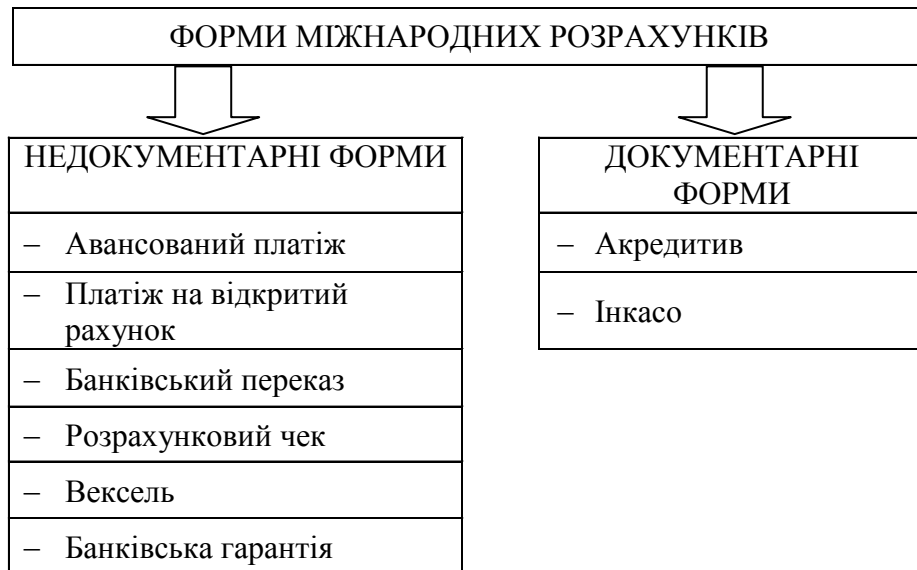 ФОРМИ МІЖНАРОДНИХ РОЗРАХУНКІВ
НЕДОКУМЕНТАРНІ ФОРМИ
– Авансований платіж
– Платіж на відкритий
рахунок
– Банківський переказ
– Розрахунковий чек
– Вексель
– Банківська гарантія
ДОКУМЕНТАРНІ
ФОРМИ
– Акредитив
– Інкасо